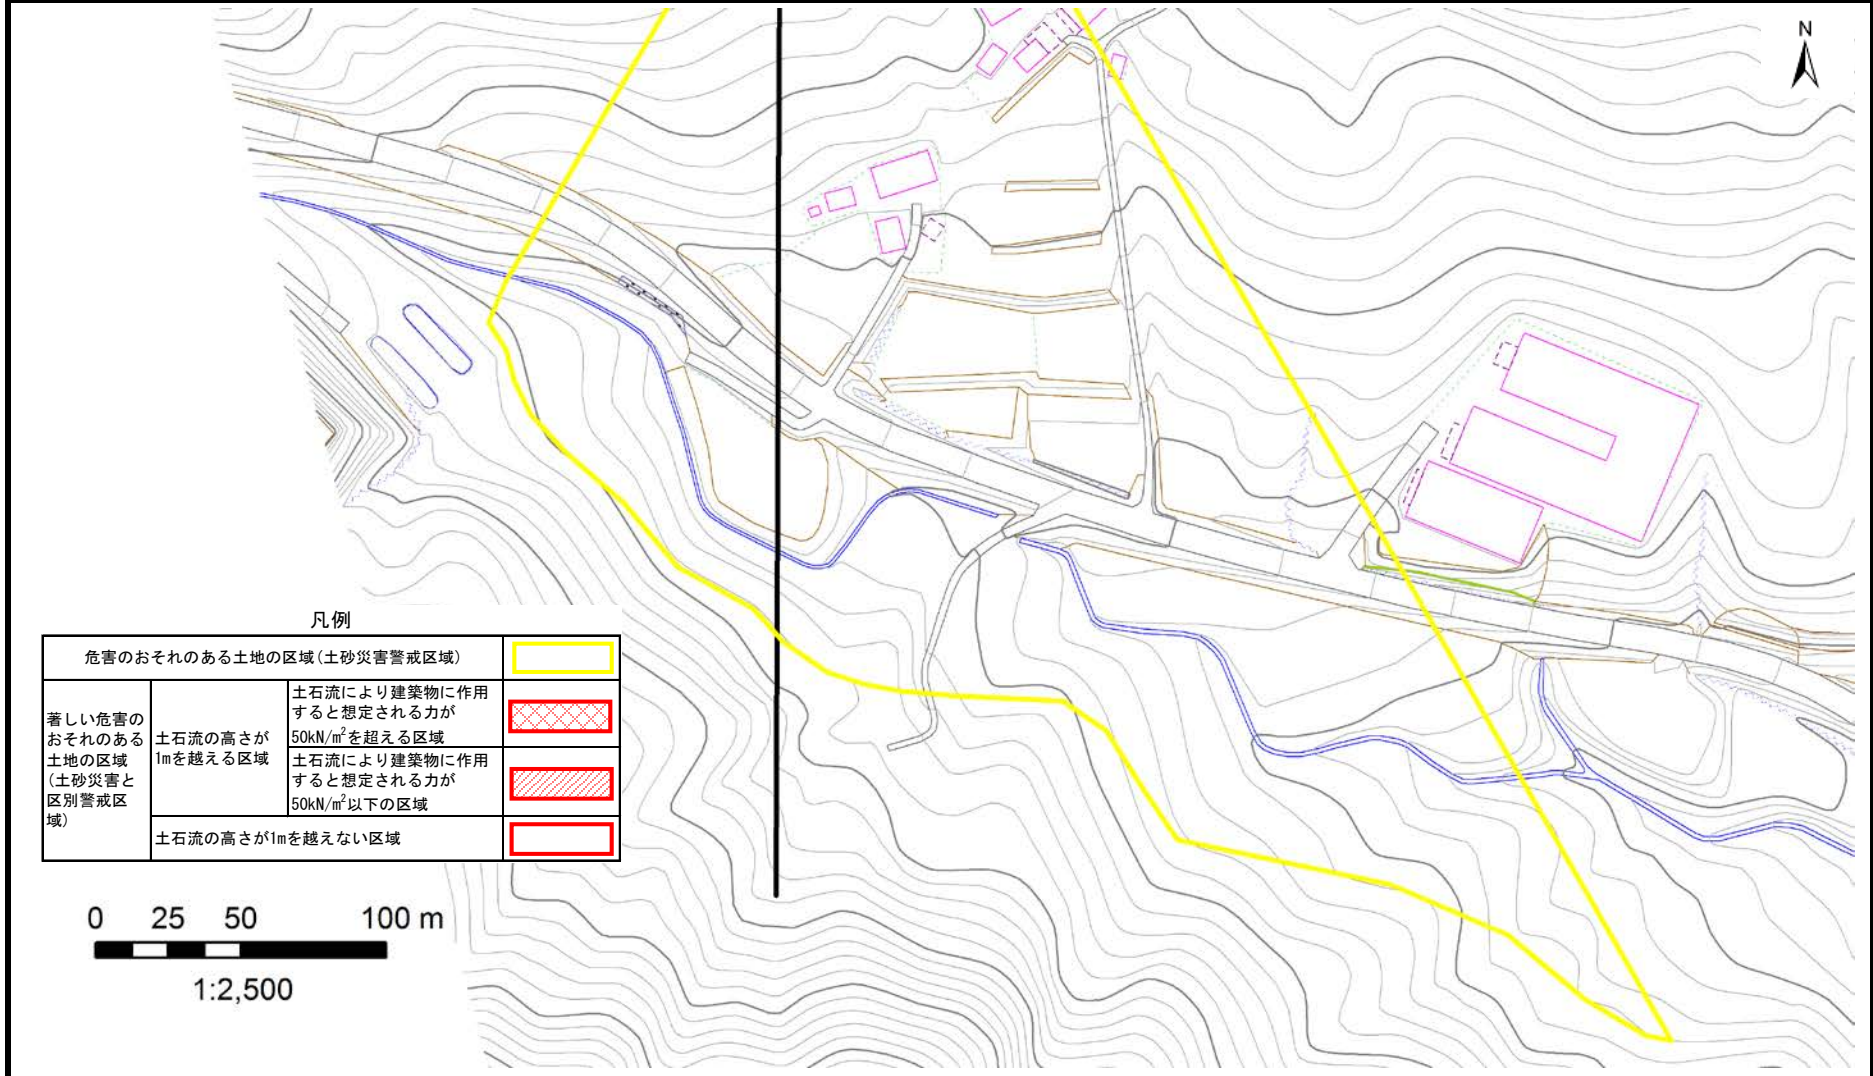 N
凡例
危害のおそれのある土地の区域(土砂災害警戒区域)
著しい危害の
おそれのある
土地の区域
(土砂災害と
区別警戒区
域)
土石流の高さが
1mを越える区域
土石流により建築物に作用
すると想定される力が
50kN/㎡を超える区域
土石流により建築物に作用
すると想定される力が
50kN/㎡以下の区域
土石流の高さが1mを越えない区域
0 25 50 100 m
1:2,500